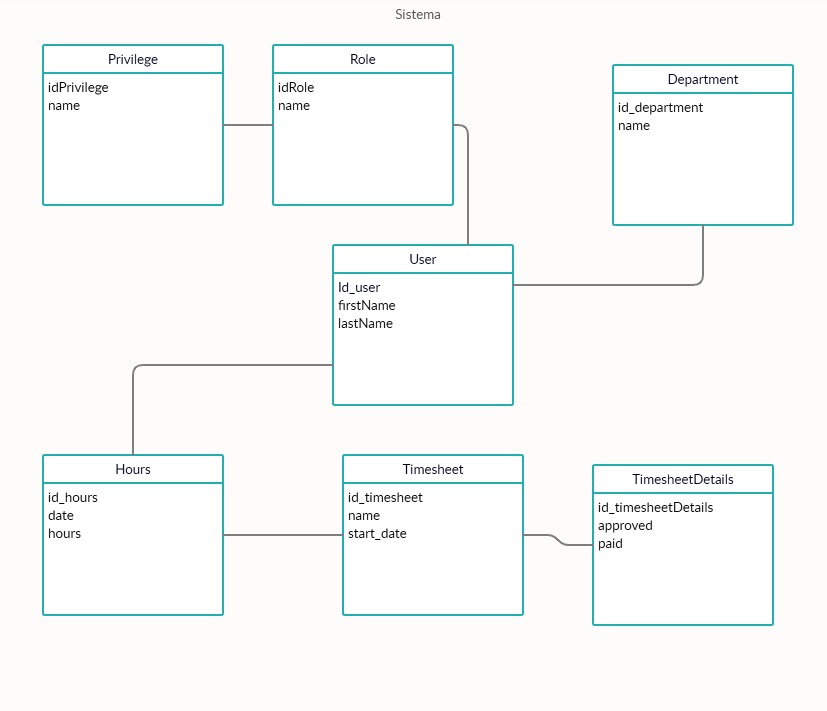 Sistema
Privilege
idPrivilege
name
Role
idRole
name
Department
id_department
name
User
Id_user
firstName
lastName
Hours
id_hours
date
hours
Timesheet
id_timesheet
name
start_date
TimesheetDetails
id_timesheetDetails
approved
paid